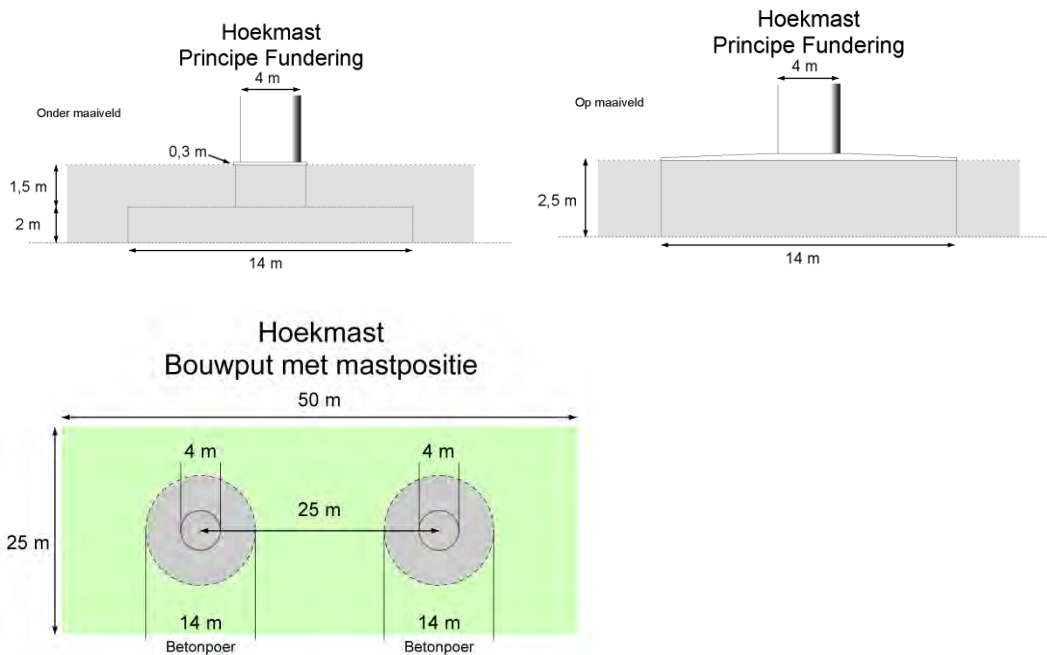 Hoekmast
Principe Fundering
4 m
Onder maaiveld
0,3 m
1,5 m
2 m
14 m
Hoekmast
Principe Fundering
4 m
Op maaiveld
2,5 m
14 m
Hoekmast
Bouwput met mastpositie
50 m
4 m
4 m
25 m
25 m
14 m
14 m
Betonpoer
Betonpoer